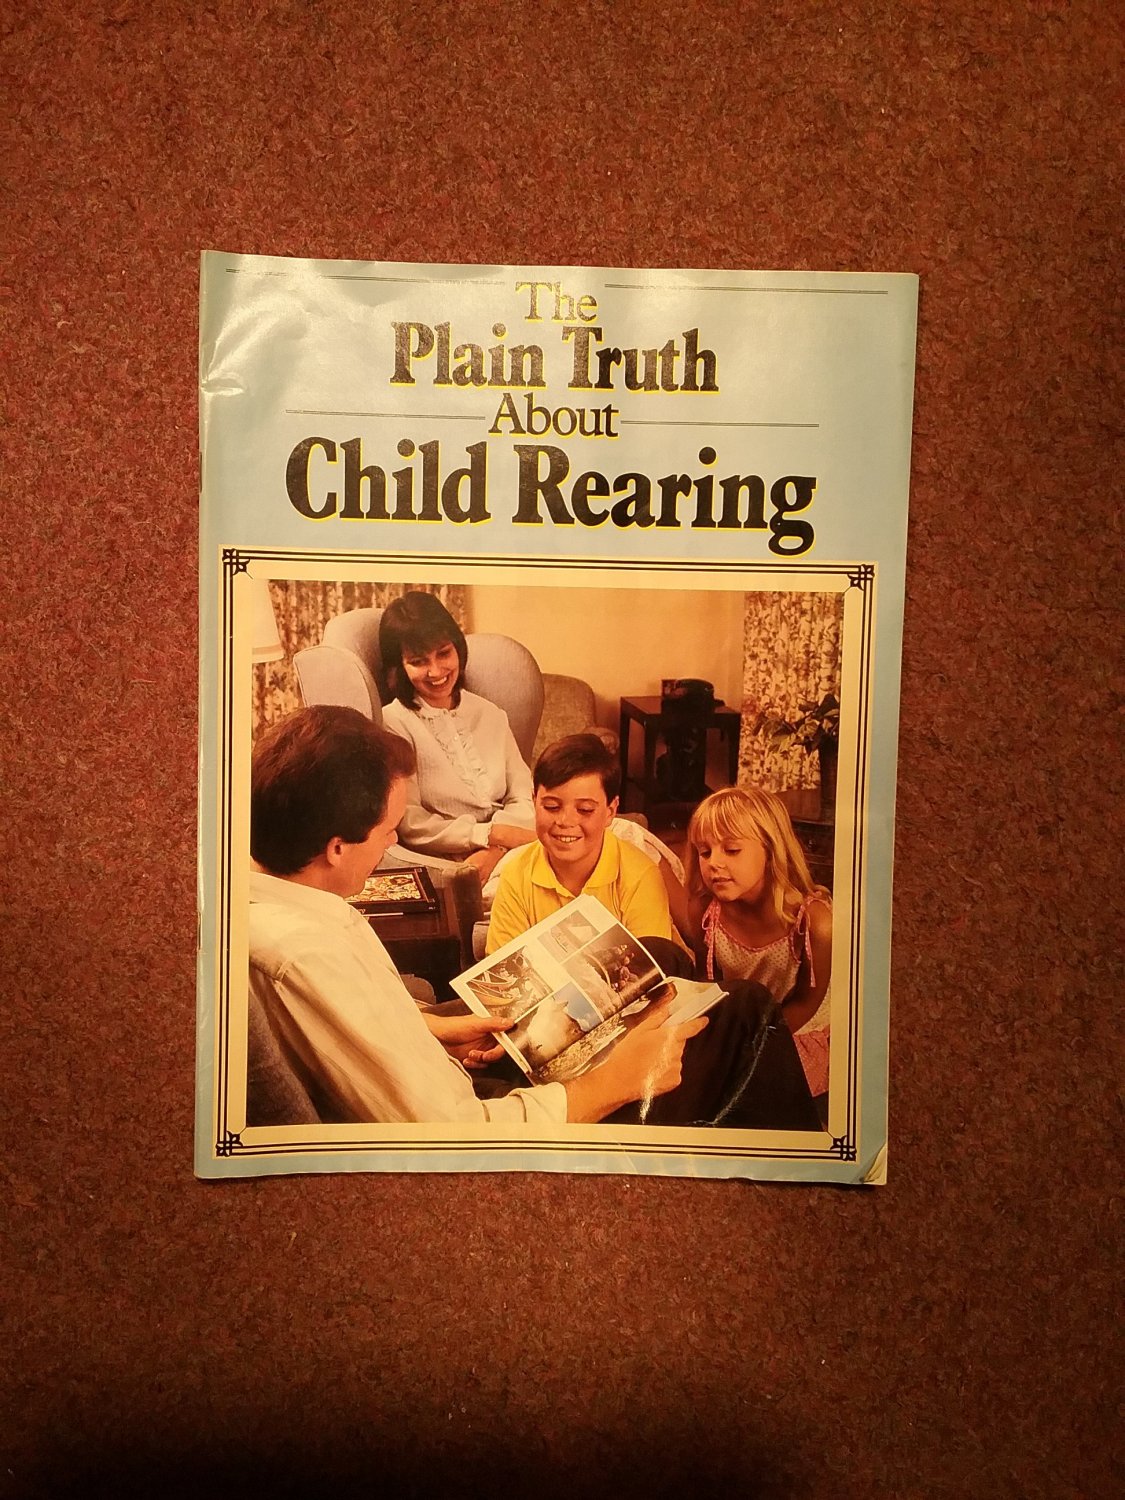 The
Plain Truth
About
Child Rearing